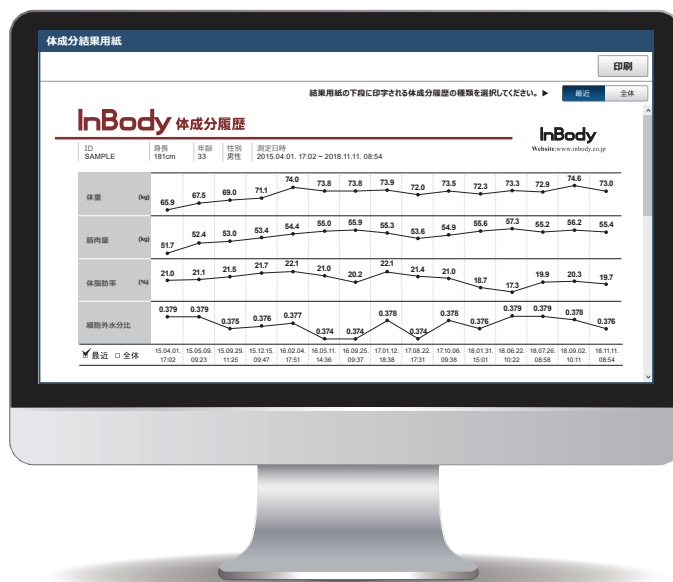 体成分結果用紙
印刷
結果用紙の下段に印字される体成分履歴の種類を選択してください。▶ 最近 全体
InBody 体成分履歴
InBody
Website:www.inbody.co.jp
ID 身長 年齢 性別 測定日時
SAMPLE 181cm 33 男性 2015.04.01. 17:02 – 2018.11.11. 08:54
体重 (kg) 65.9 67.5 69.0 71.1 74.0 73.8 73.8 73.9 72.0 73.5 72.3 73.3 72.9 74.6 73.0
筋肉量 (kg) 51.7 52.4 53.0 53.4 54.4 55.0 55.9 55.3 53.6 54.9 55.6 57.3 55.2 56.2 55.4
体脂肪率 (%) 21.0 21.1 21.5 21.7 22.1 21.0 20.2 22.1 21.4 21.0 18.7 17.3 19.9 20.3 19.7
細胞外水分比 0.379 0.379 0.375 0.376 0.377 0.374 0.374 0.378 0.374 0.378 0.376 0.379 0.379 0.378 0.376
最近 全体 15.04.01. 15.05.09. 15.09.29. 15.12.15. 16.02.04. 16.05.11. 16.09.25. 17.01.12. 17.08.22. 17.10.06. 18.01.31. 18.06.22. 18.07.26. 18.09.02. 18.11.11.
17:02 09:23 11:25 09:47 17:51 14:36 09:37 18:38 17:31 09:38 15:01 10:22 08:58 10:11 08:54